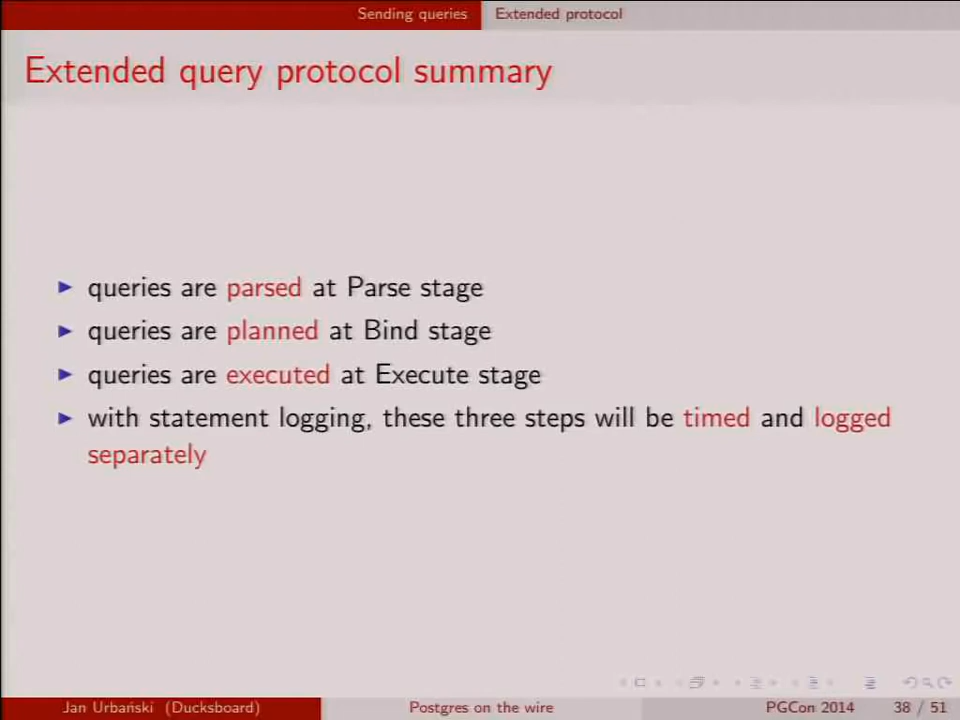 Sending queries Extended protocol
Extended query protocol summary
queries are parsed at Parse stage
queries are planned at Bind stage
queries are executed at Execute stage
with statement logging, these three steps will be timed and logged
separately
Jan Urbański (Ducksboard) Postgres on the wire PGCon 2014 38 / 51